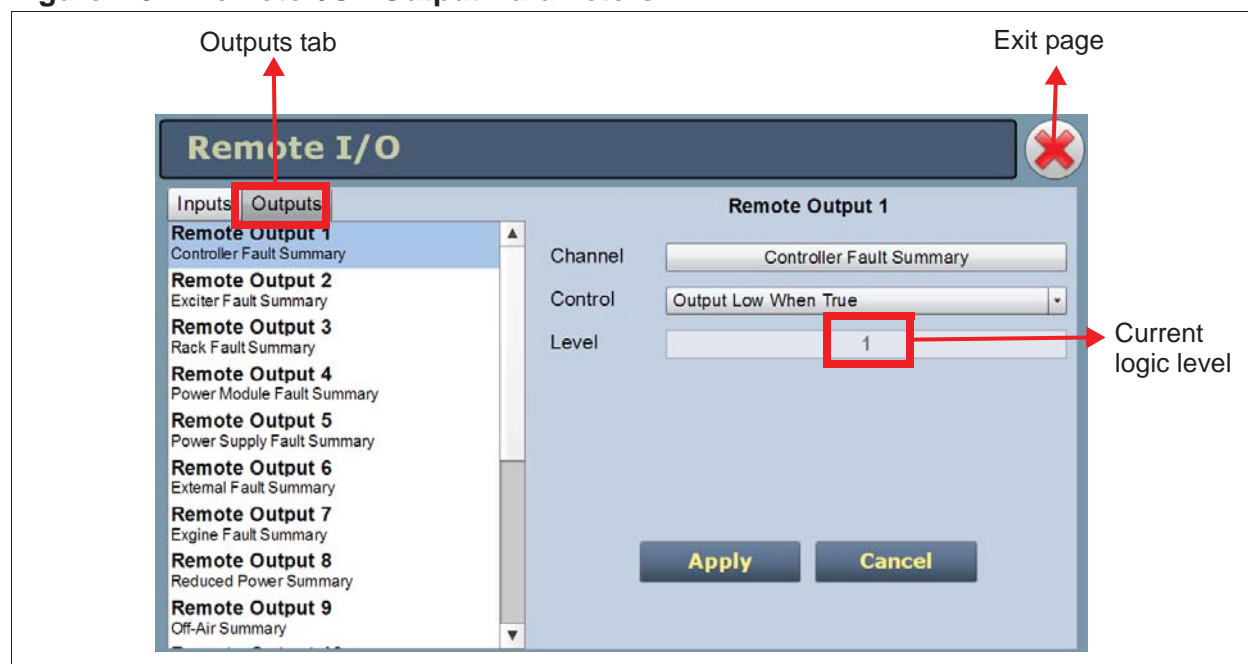 Outputs tab
Exit page
Remote I/O
Inputs Outputs
Remote Output 1
Controller Fault Summary
Remote Output 2
Exciter Fault Summary
Remote Output 3
Rack Fault Summary
Remote Output 4
Power Module Fault Summary
Remote Output 5
Power Supply Fault Summary
Remote Output 6
External Fault Summary
Remote Output 7
Exgine Fault Summary
Remote Output 8
Reduced Power Summary
Remote Output 9
Off-Air Summary
Remote Output 1
Channel Controller Fault Summary
Control Output Low When True
Level 1
Apply Cancel
Current
logic level